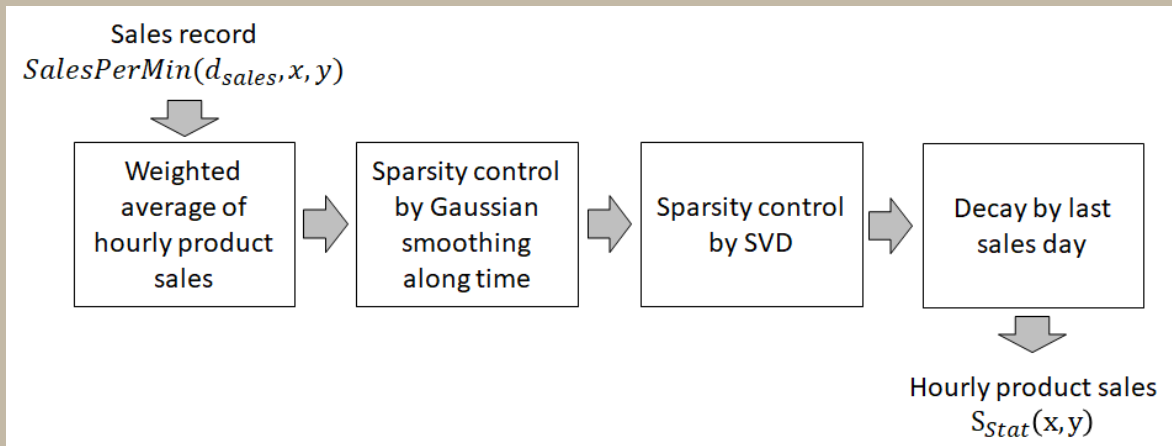 Sales record
SalesPerMin(d_sales, x, y)
Weighted
average of
hourly product
sales
Sparsity control
by Gaussian
smoothing
along time
Sparsity control
by SVD
Decay by last
sales day
Hourly product sales
S_Stat(x,y)